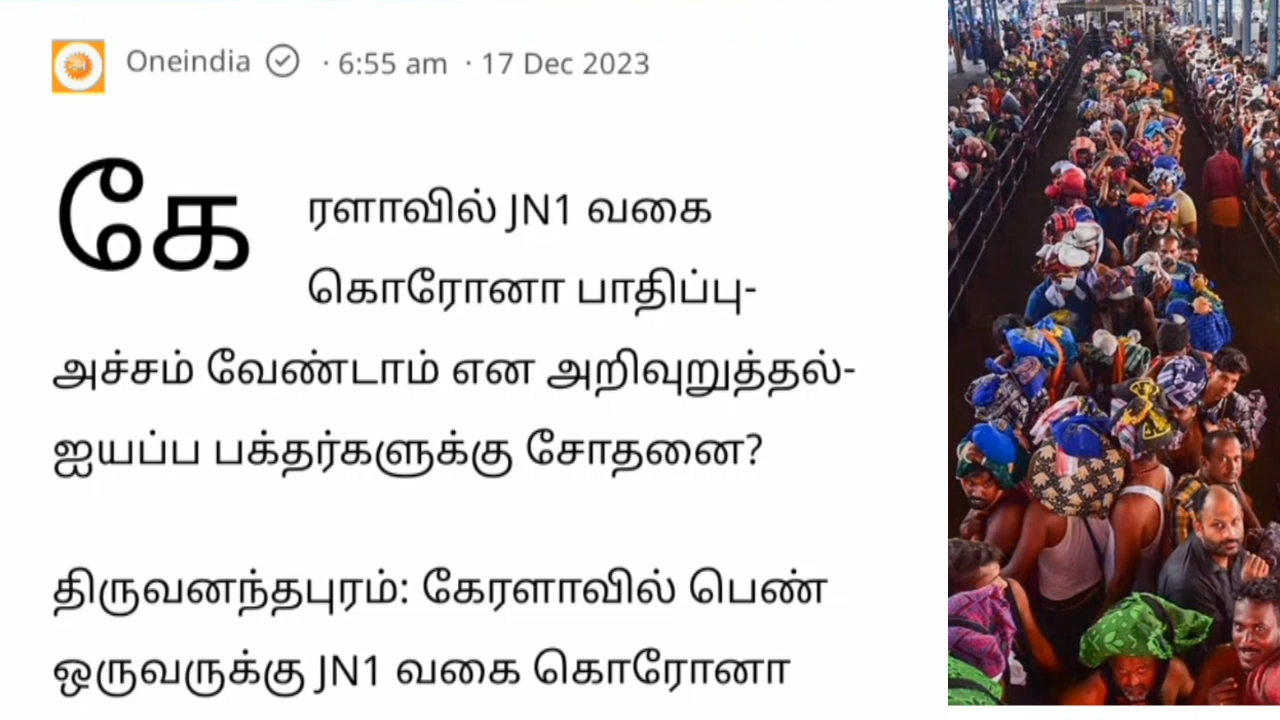 Oneindia · 6:55 am · 17 Dec 2023
கேரளாவில் JN1 வகை
கொரோனா பாதிப்பு-
அச்சம் வேண்டாம் என அறிவுறுத்தல்-
ஐயப்ப பக்தர்களுக்கு சோதனை?
திருவனந்தபுரம்: கேரளாவில் பெண்
ஒருவருக்கு JN1 வகை கொரோனா